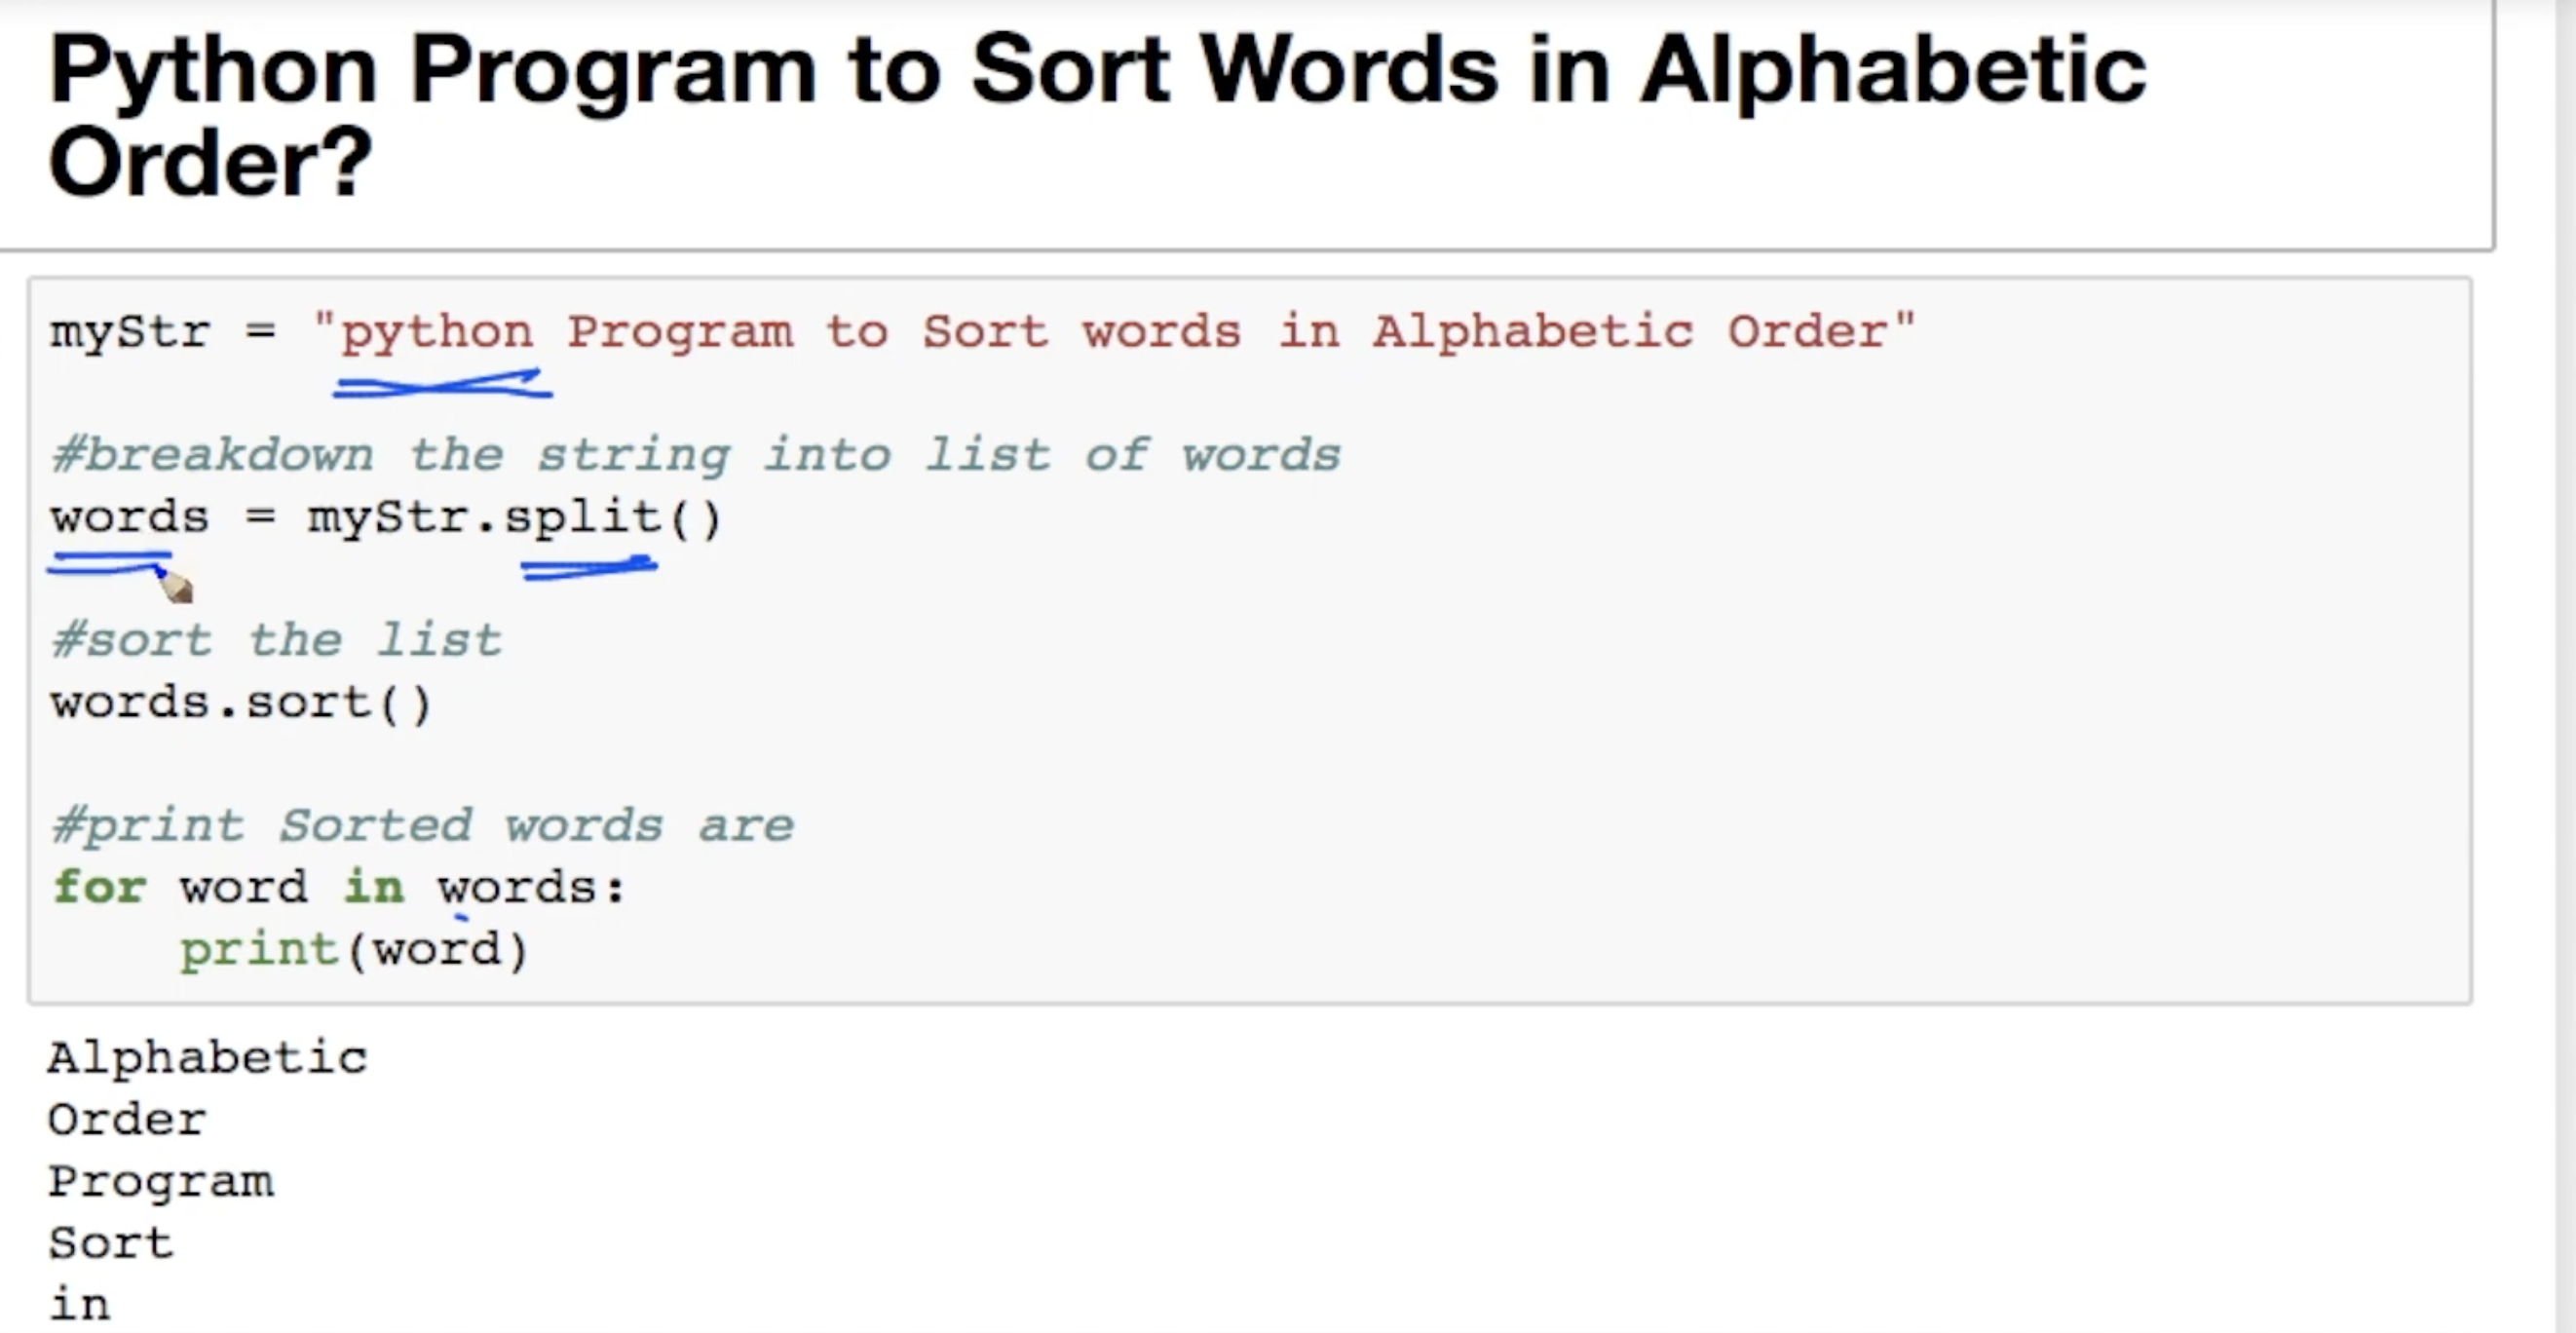 Python Program to Sort Words in Alphabetic
Order?
myStr = "python Program to Sort words in Alphabetic Order"
#breakdown the string into list of words
words = myStr.split()
#sort the list
words.sort()
#print Sorted words are
for word in words:
    print(word)
Alphabetic
Order
Program
Sort
in